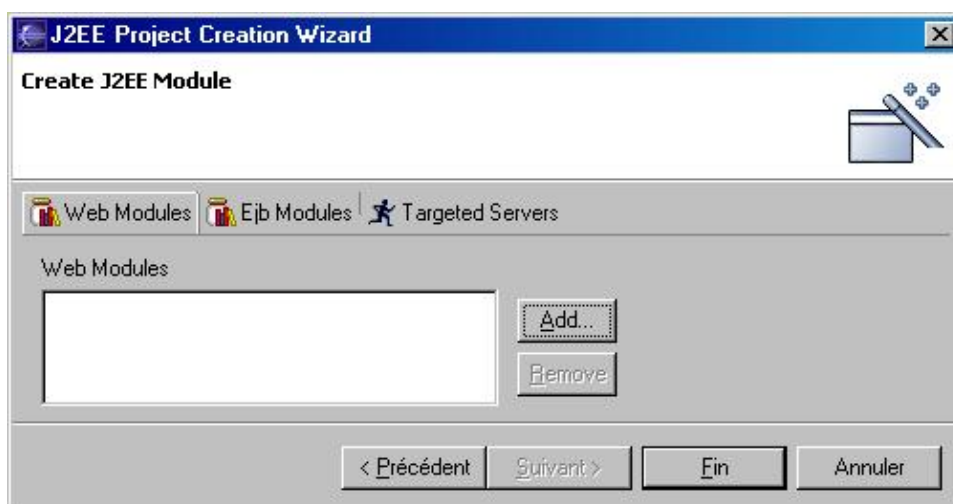 J2EE Project Creation Wizard
Create J2EE Module
Web Modules Ejb Modules Targeted Servers
Web Modules
Add...
Remove
< Précédent Suivant > Fin Annuler